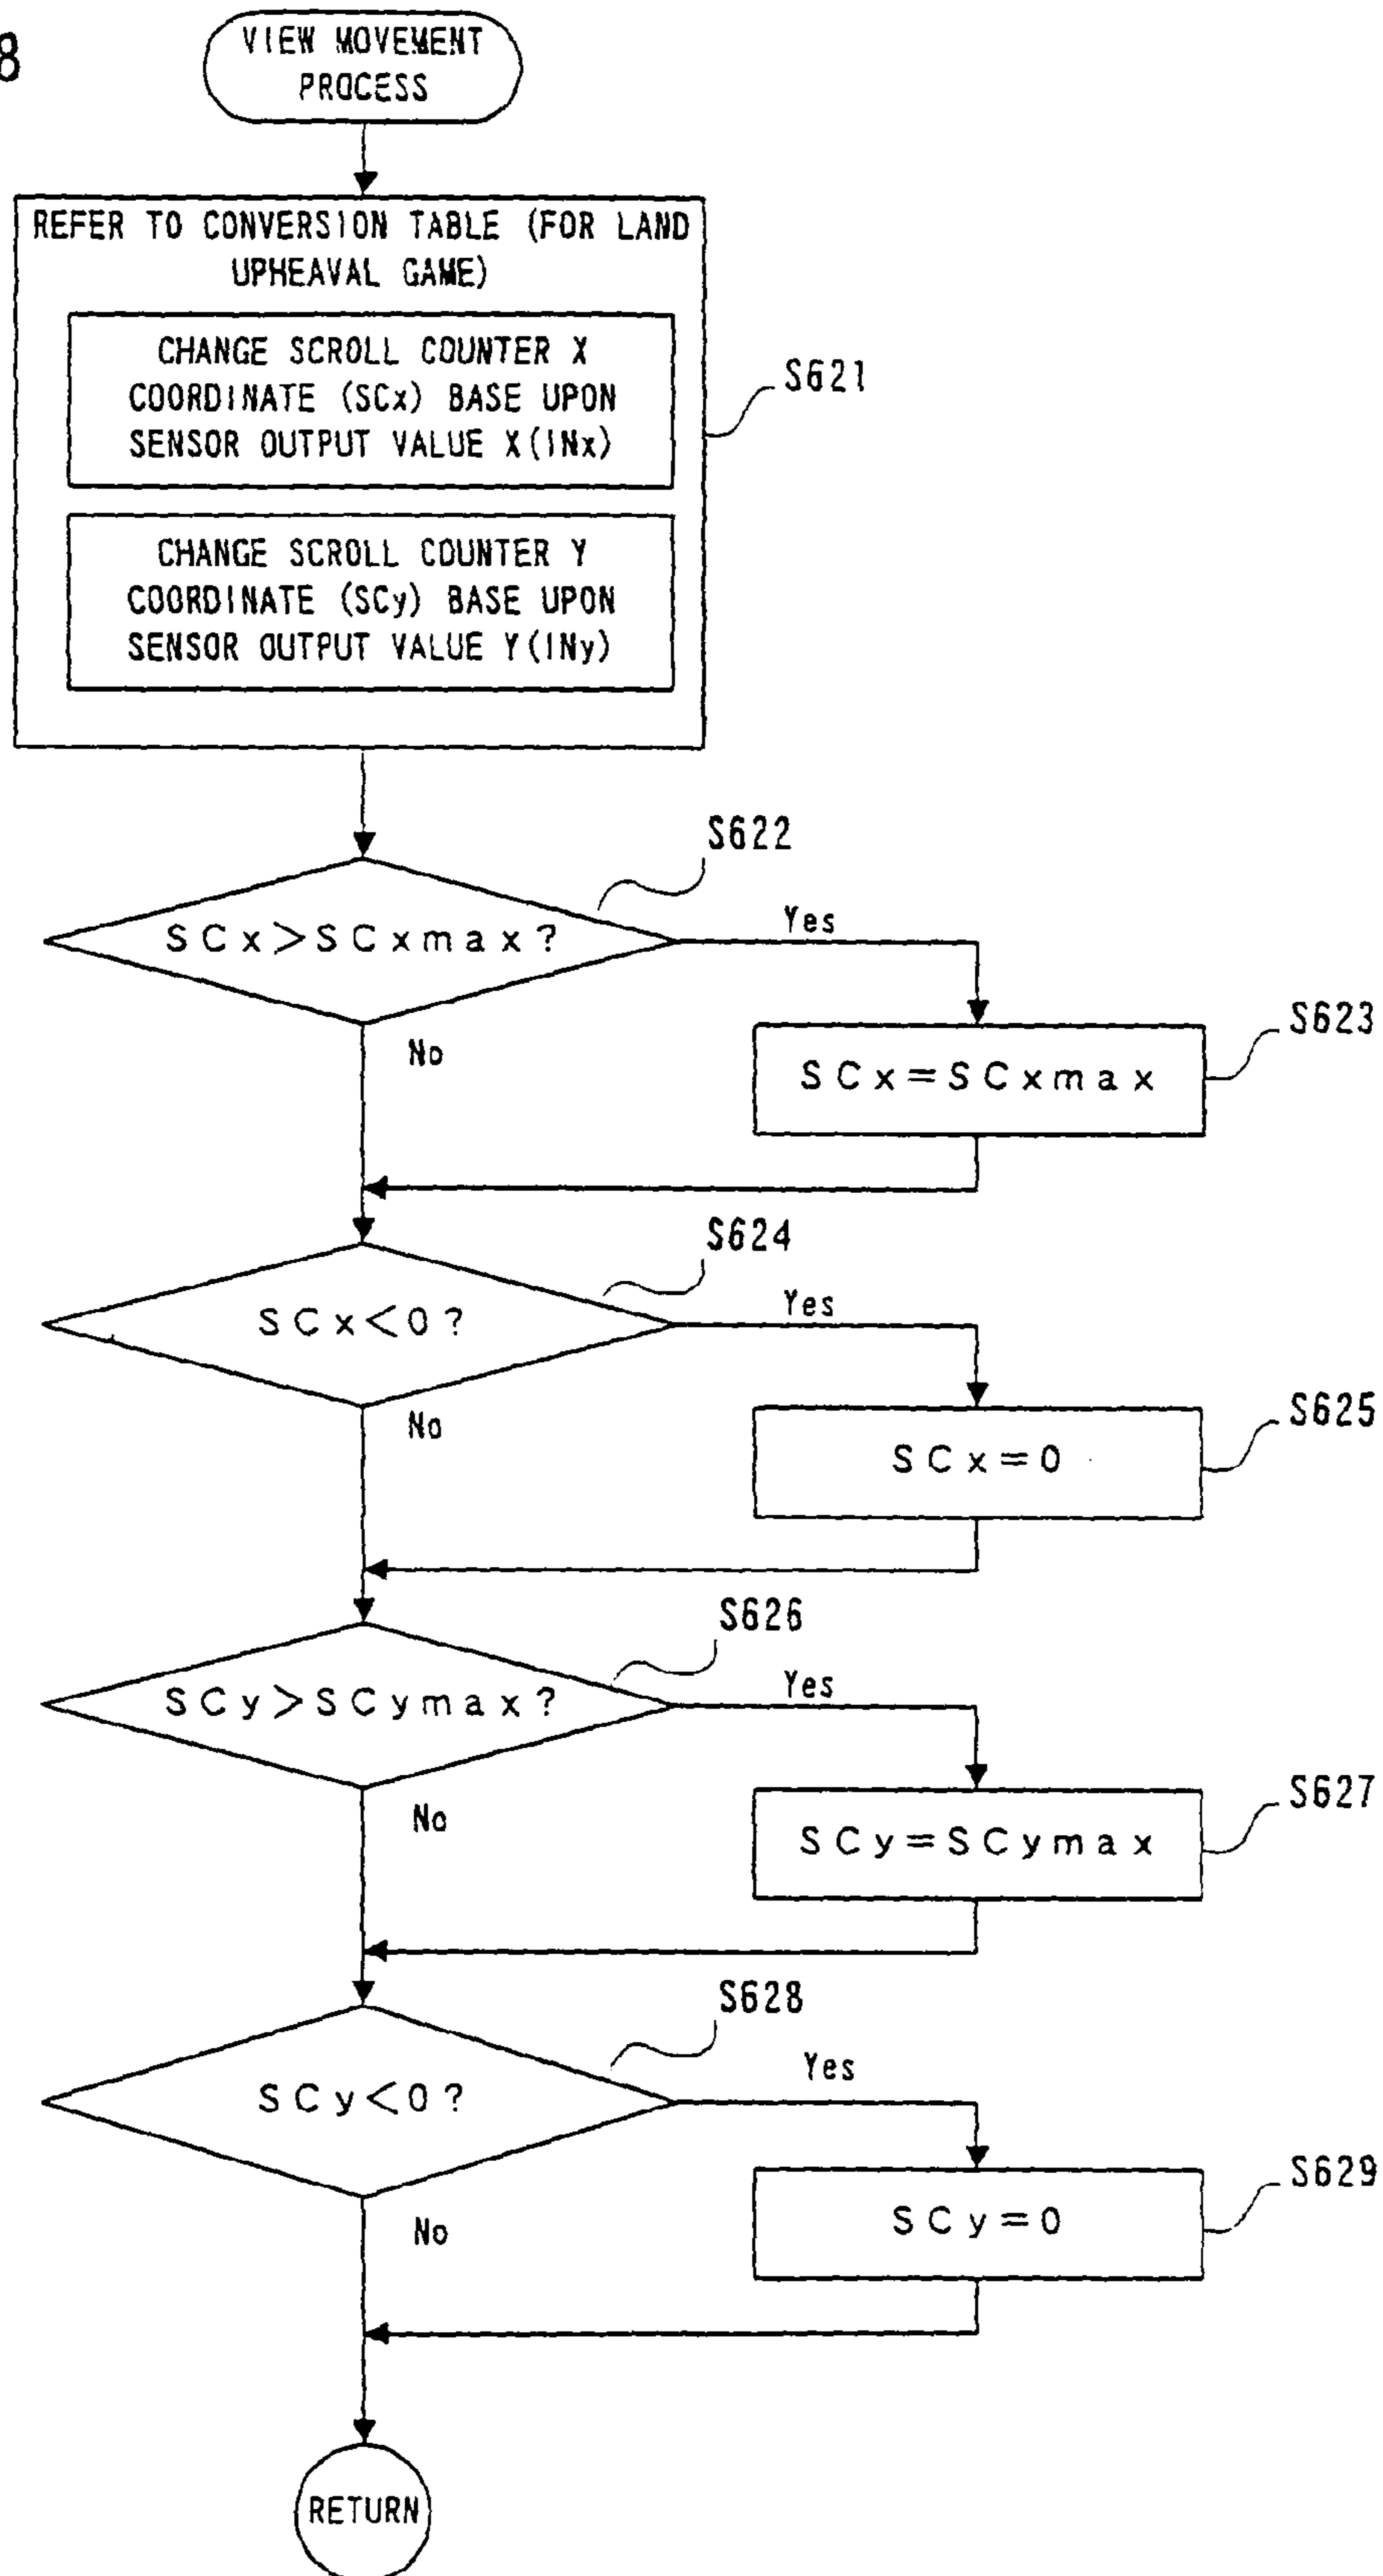 8
VIEW MOVEMENT
PROCESS
REFER TO CONVERSION TABLE (FOR LAND
UPHEAVAL GAME)
CHANGE SCROLL COUNTER X
COORDINATE (SCx) BASE UPON
SENSOR OUTPUT VALUE X(INx)
S621
CHANGE SCROLL COUNTER Y
COORDINATE (SCy) BASE UPON
SENSOR OUTPUT VALUE Y(INy)
S622
SCx>SCxmax?
Yes
No
S623
SCx=SCxmax
S624
SCx<0?
Yes
No
S625
SCx=0
S626
SCy>SCymax?
Yes
No
S627
SCy=SCymax
S628
SCy<0?
Yes
No
S629
SCy=0
RETURN